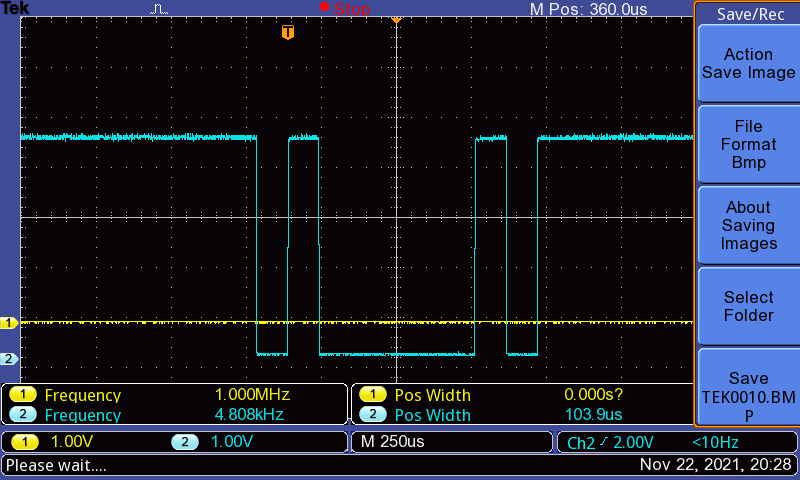 Tek Stop M Pos: 360.0us Save/Rec
T
Action
Save Image
File
Format
Bmp
About
Saving
Images
Select
Folder
Save
TEK0010.BM
P
1
2
1 Frequency 1.000MHz 1 Pos Width 0.000s?
2 Frequency 4.808kHz 2 Pos Width 103.9us
1 1.00V 2 1.00V M 250us Ch2 2.00V <10Hz
Please wait.... Nov 22, 2021, 20:28